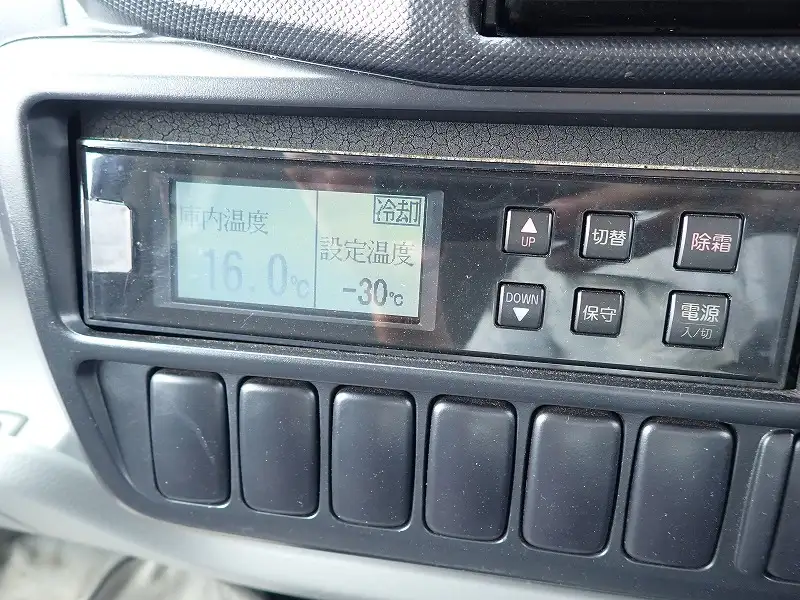 庫内温度
16.0℃
冷却
設定温度
-30℃
▲
UP
切替
除霜
DOWN
▼
保守
電源
入/切